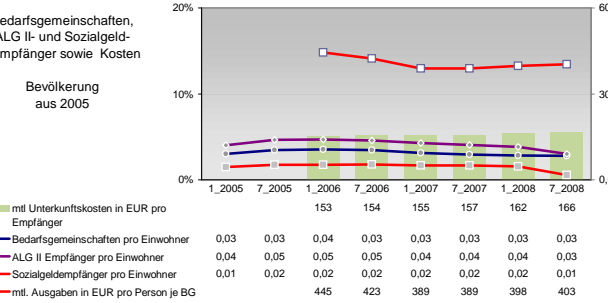 edarfsgemeinschaften,
ALG II- und Sozialgeld-
mpfänger sowie Kosten
Bevölkerung
aus 2005
20%
10%
0%
60
30
0,
1_2005 7_2005 1_2006 7_2006 1_2007 7_2007 1_2008 7_2008
mtl Unterkunftskosten in EUR pro Empfänger 153 154 155 157 162 166
Bedarfsgemeinschaften pro Einwohner 0,03 0,03 0,04 0,03 0,03 0,03 0,03 0,03
ALG II Empfänger pro Einwohner 0,04 0,05 0,05 0,05 0,04 0,04 0,04 0,03
Sozialgeldempfänger pro Einwohner 0,01 0,02 0,02 0,02 0,02 0,02 0,02 0,01
mtl. Ausgaben in EUR pro Person je BG 445 423 389 389 398 403